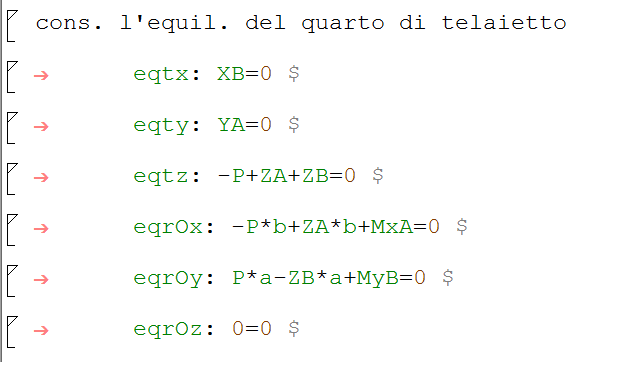 cons. l'equil. del quarto di telaietto
→ eqtx: XB=0 $
→ eqty: YA=0 $
→ eqtz: -P+ZA+ZB=0 $
→ eqrOx: -P*b+ZA*b+MxA=0 $
→ eqrOy: P*a-ZB*a+MyB=0 $
→ eqrOz: 0=0 $